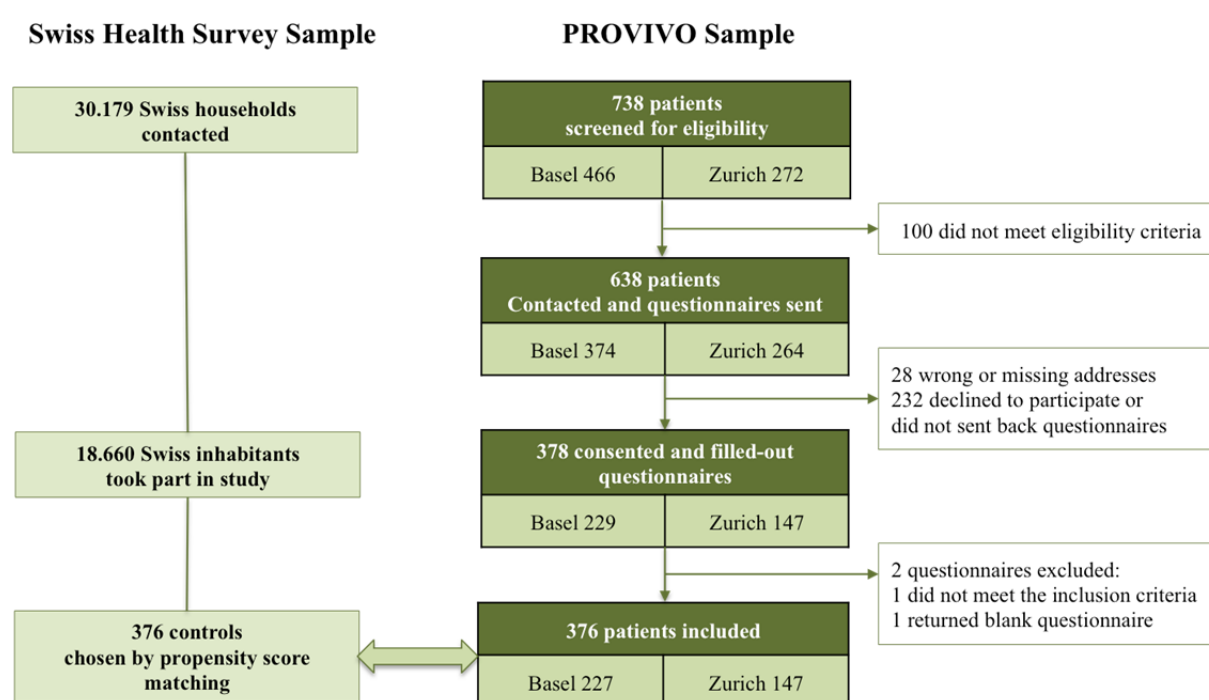 Swiss Health Survey Sample
PROVIVO Sample
30.179 Swiss households
contacted
738 patients
screened for eligibility
Basel 466
Zurich 272
100 did not meet eligibility criteria
638 patients
Contacted and questionnaires sent
Basel 374
Zurich 264
28 wrong or missing addresses
232 declined to participate or
did not sent back questionnaires
18.660 Swiss inhabitants
took part in study
378 consented and filled-out
questionnaires
Basel 229
Zurich 147
2 questionnaires excluded:
1 did not meet the inclusion criteria
1 returned blank questionnaire
376 controls
chosen by propensity score
matching
376 patients included
Basel 227
Zurich 147